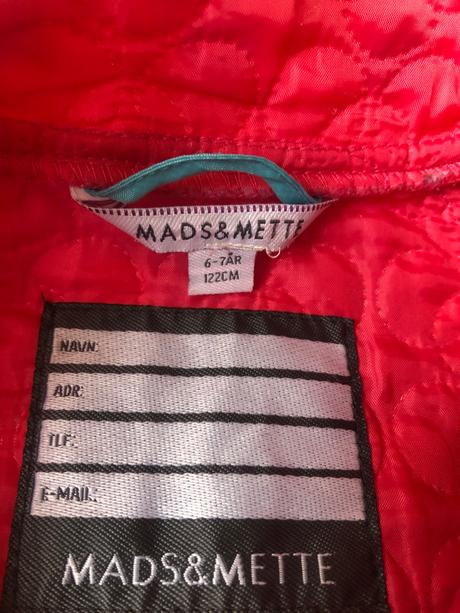 MADS&METTE
6-7ÅR
122CM
NAVN:
ADR:
TLF:
E-MAIL:
MADS&METTE